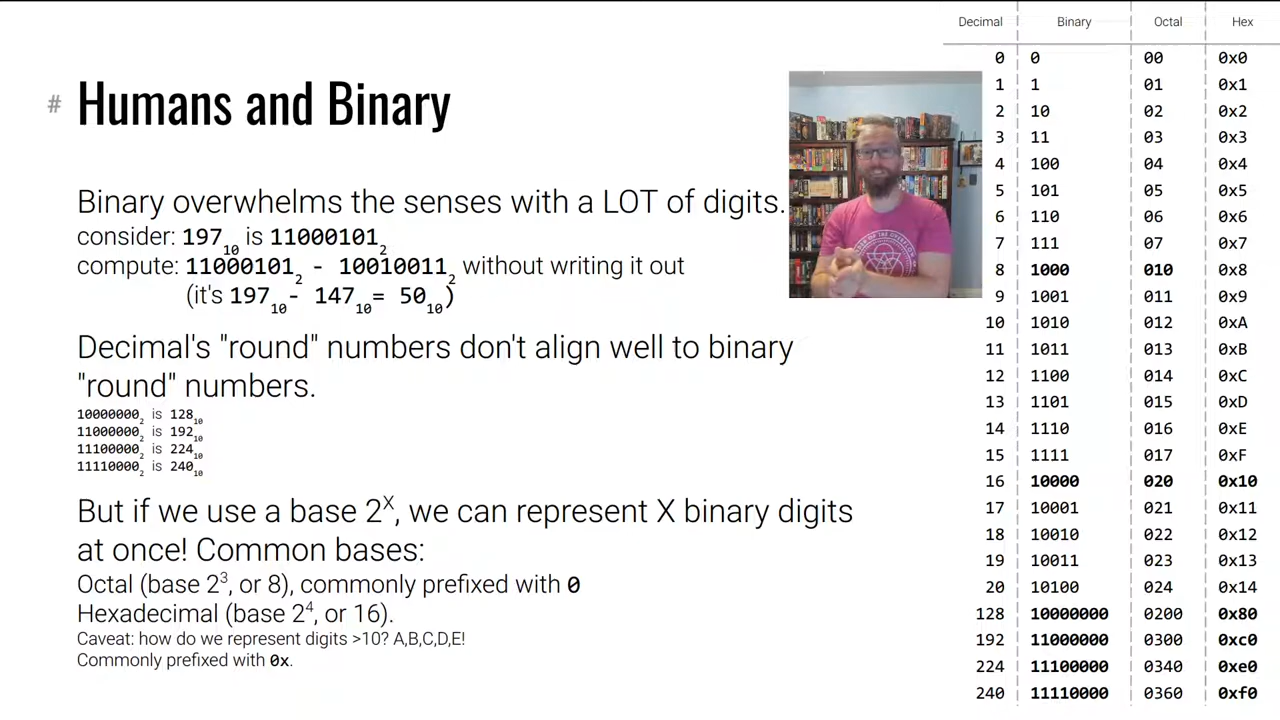 # Humans and Binary
Binary overwhelms the senses with a LOT of digits.
consider: 197₁₀ is 11000101₂
compute: 11000101₂ - 10010011₂ without writing it out
(it's 197₁₀- 147₁₀= 50₁₀)
Decimal's "round" numbers don't align well to binary
"round" numbers.
10000000₂ is 128₁₀
11000000₂ is 192₁₀
11100000₂ is 224₁₀
11110000₂ is 240₁₀
But if we use a base 2ˣ, we can represent X binary digits
at once! Common bases:
Octal (base 2³, or 8), commonly prefixed with 0
Hexadecimal (base 2⁴, or 16).
Caveat: how do we represent digits >10? A,B,C,D,E!
Commonly prefixed with 0x.
Decimal Binary Octal Hex
0 0 00 0x0
1 1 01 0x1
2 10 02 0x2
3 11 03 0x3
4 100 04 0x4
5 101 05 0x5
6 110 06 0x6
7 111 07 0x7
8 1000 010 0x8
9 1001 011 0x9
10 1010 012 0xA
11 1011 013 0xB
12 1100 014 0xC
13 1101 015 0xD
14 1110 016 0xE
15 1111 017 0xF
16 10000 020 0x10
17 10001 021 0x11
18 10010 022 0x12
19 10011 023 0x13
20 10100 024 0x14
128 10000000 0200 0x80
192 11000000 0300 0xc0
224 11100000 0340 0xe0
240 11110000 0360 0xf0